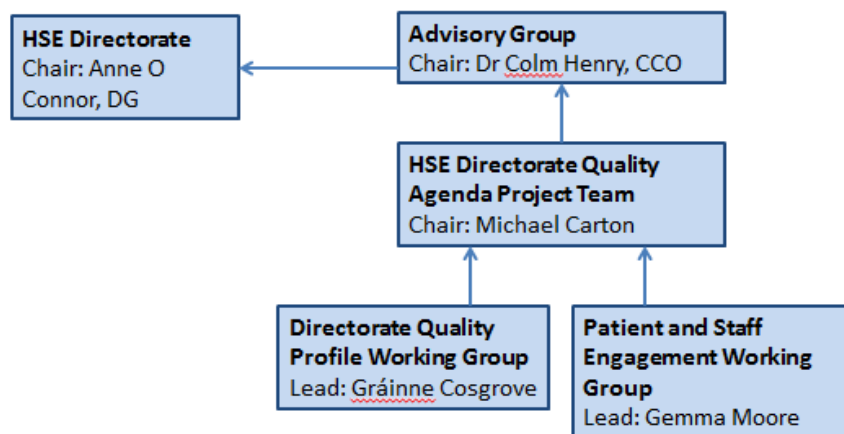 HSE Directorate
Chair: Anne O
Connor, DG
Advisory Group
Chair: Dr Colm Henry, CCO
HSE Directorate Quality
Agenda Project Team
Chair: Michael Carton
Directorate Quality
Profile Working Group
Lead: Gráinne Cosgrove
Patient and Staff
Engagement Working
Group
Lead: Gemma Moore